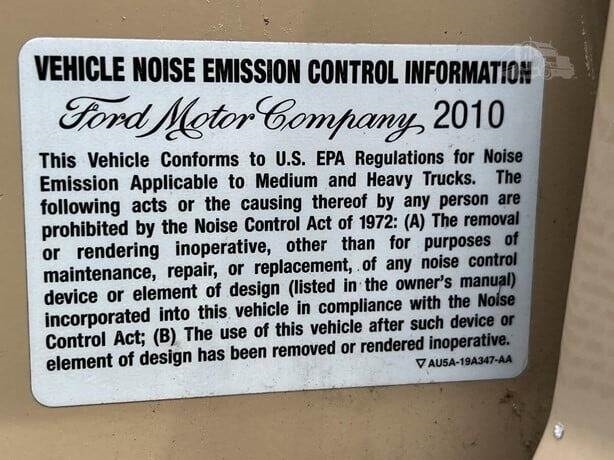 VEHICLE NOISE EMISSION CONTROL INFORMATION
Ford Motor Company 2010
This Vehicle Conforms to U.S. EPA Regulations for Noise
Emission Applicable to Medium and Heavy Trucks. The
following acts or the causing thereof by any person are
prohibited by the Noise Control Act of 1972: (A) The removal
or rendering inoperative, other than for purposes of
maintenance, repair, or replacement, of any noise control
device or element of design (listed in the owner's manual)
incorporated into this vehicle in compliance with the Noise
Control Act; (B) The use of this vehicle after such device or
element of design has been removed or rendered inoperative.
▽ AU5A-19A347-AA